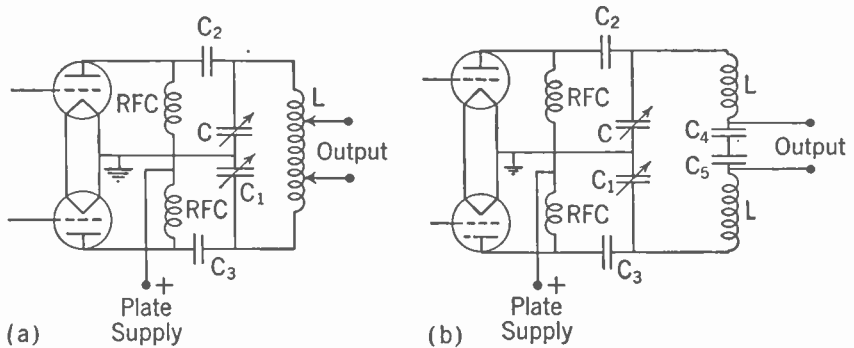 C2
RFC
L
C
Output
C1
RFC
C3
+
Plate
Supply
(a)
C2
RFC
L
C
C4
Output
C5
C1
RFC
L
C3
+
Plate
Supply
(b)